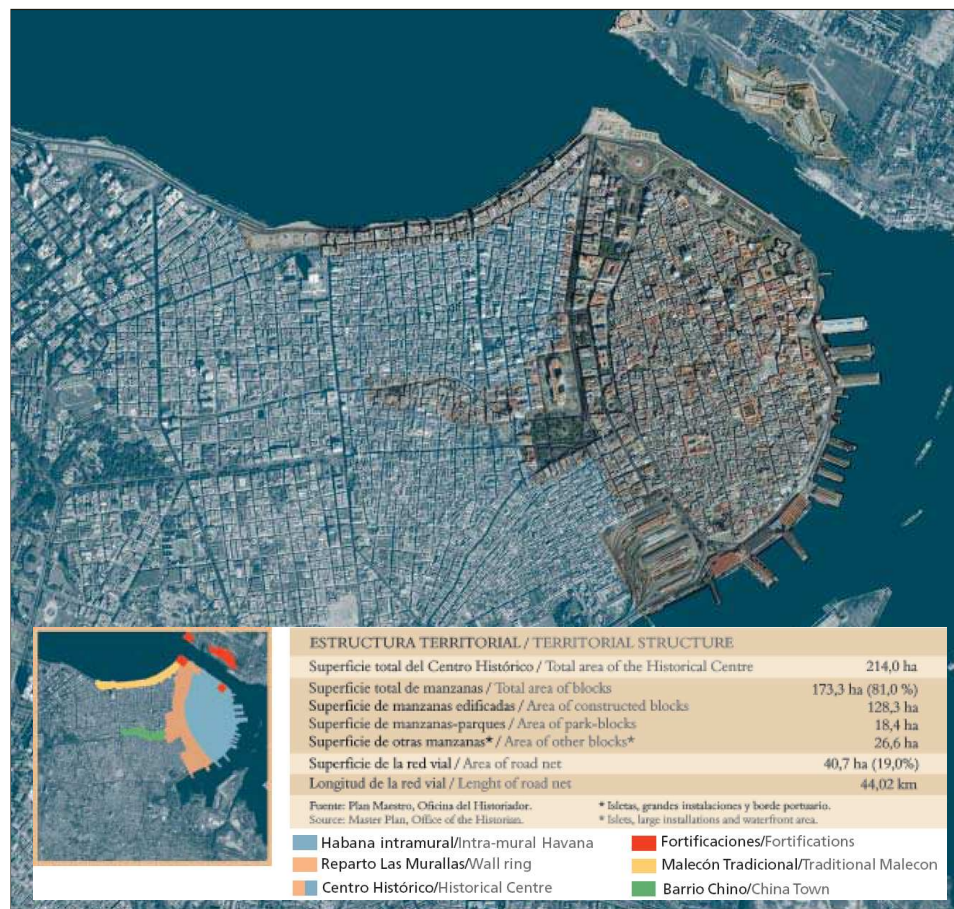 ESTRUCTURA TERRITORIAL / TERRITORIAL STRUCTURE
Superficie total del Centro Histórico / Total area of the Historical Centre 214,0 ha
Superficie total de manzanas / Total area of blocks 173,3 ha (81,0 %)
Superficie de manzanas edificadas / Area of constructed blocks 128,3 ha
Superficie de manzanas-parques / Area of park-blocks 18,4 ha
Superficie de otras manzanas* / Area of other blocks* 26,6 ha
Superficie de la red vial / Area of road net 40,7 ha (19,0%)
Longitud de la red vial / Lenght of road net 44,02 km
Fuente: Plan Maestro, Oficina del Historiador. * Isletas, grandes instalaciones y borde portuario.
Source: Master Plan, Office of the Historian. * Islets, large installations and waterfront area.
Habana intramural/Intra-mural Havana Fortificaciones/Fortifications
Reparto Las Murallas/Wall ring Malecón Tradicional/Traditional Malecon
Centro Histórico/Historical Centre Barrio Chino/China Town